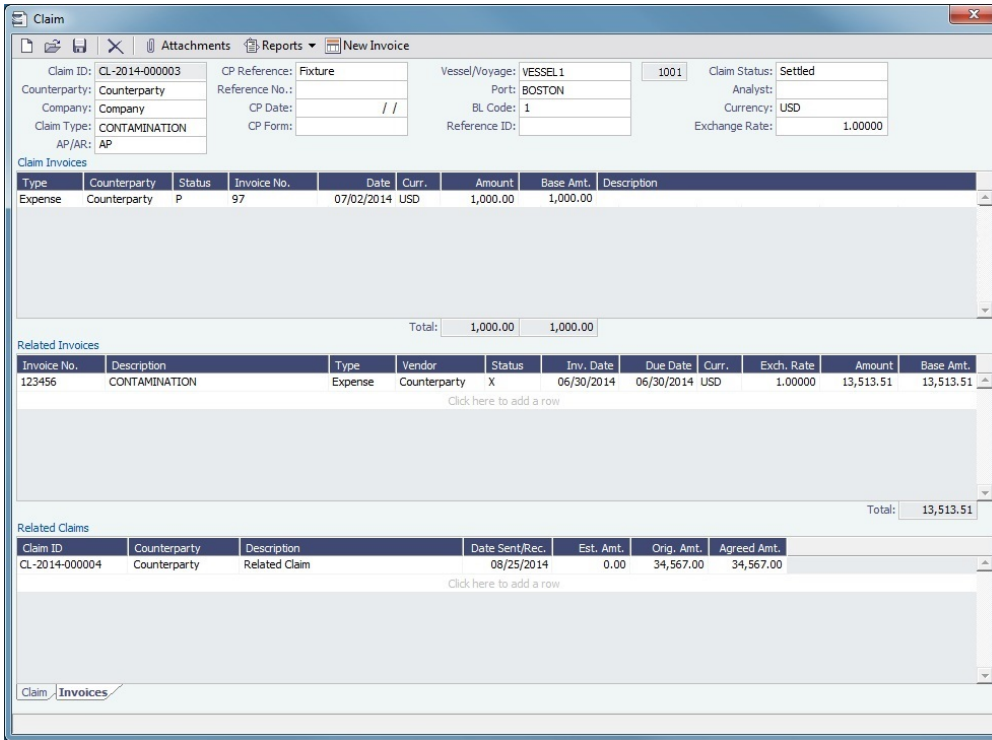 Claim
x
Attachments Reports New Invoice
Claim ID: CL-2014-000003 CP Reference: Fixture Vessel/Voyage: VESSEL1 1001 Claim Status: Settled
Counterparty: Counterparty Reference No.: Port: BOSTON Analyst:
Company: Company CP Date: / / BL Code: 1 Currency: USD
Claim Type: CONTAMINATION CP Form: Reference ID: Exchange Rate: 1.00000
AP/AR: AP
Claim Invoices
Type Counterparty Status Invoice No. Date Curr. Amount Base Amt. Description
Expense Counterparty P 97 07/02/2014 USD 1,000.00 1,000.00
Total: 1,000.00 1,000.00
Related Invoices
Invoice No. Description Type Vendor Status Inv. Date Due Date Curr. Exch. Rate Amount Base Amt.
123456 CONTAMINATION Expense Counterparty X 06/30/2014 06/30/2014 USD 1.00000 13,513.51 13,513.51
Click here to add a row
Total: 13,513.51
Related Claims
Claim ID Counterparty Description Date Sent/Rec. Est. Amt. Orig. Amt. Agreed Amt.
CL-2014-000004 Counterparty Related Claim 08/25/2014 0.00 34,567.00 34,567.00
Click here to add a row
Claim Invoices